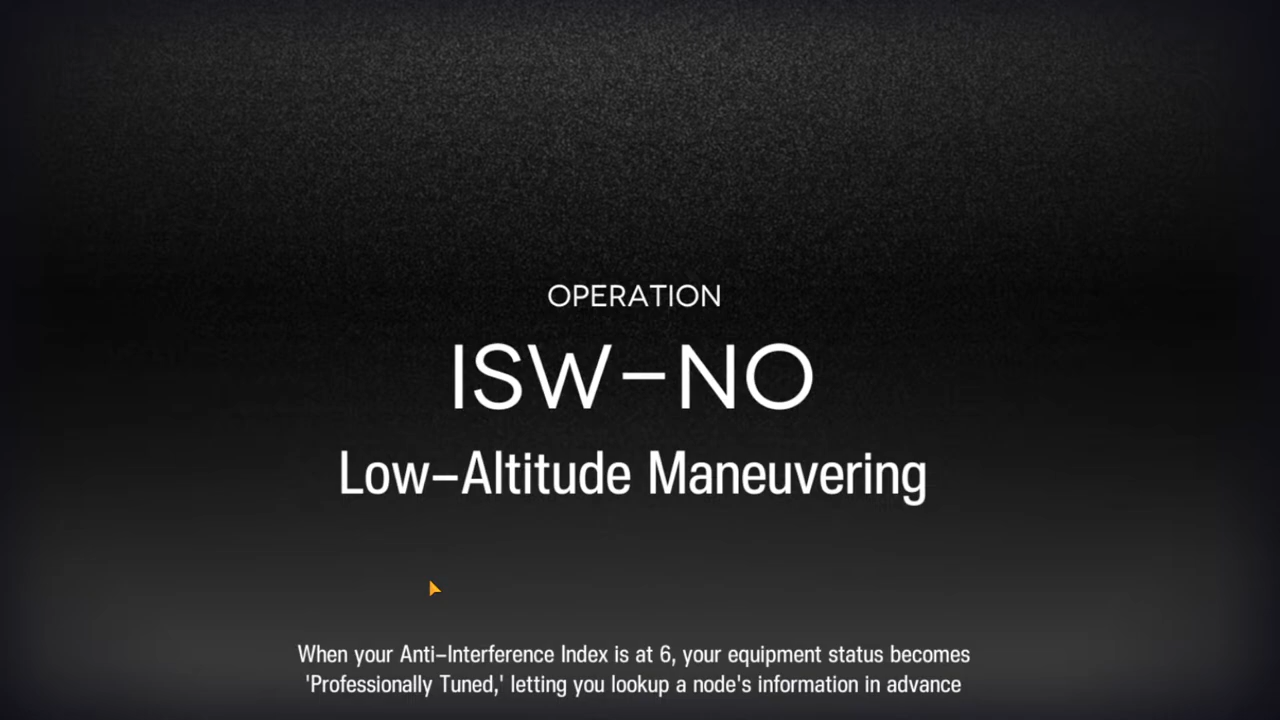 OPERATION
ISW-NO
Low-Altitude Maneuvering
When your Anti-Interference Index is at 6, your equipment status becomes
'Professionally Tuned,' letting you lookup a node's information in advance